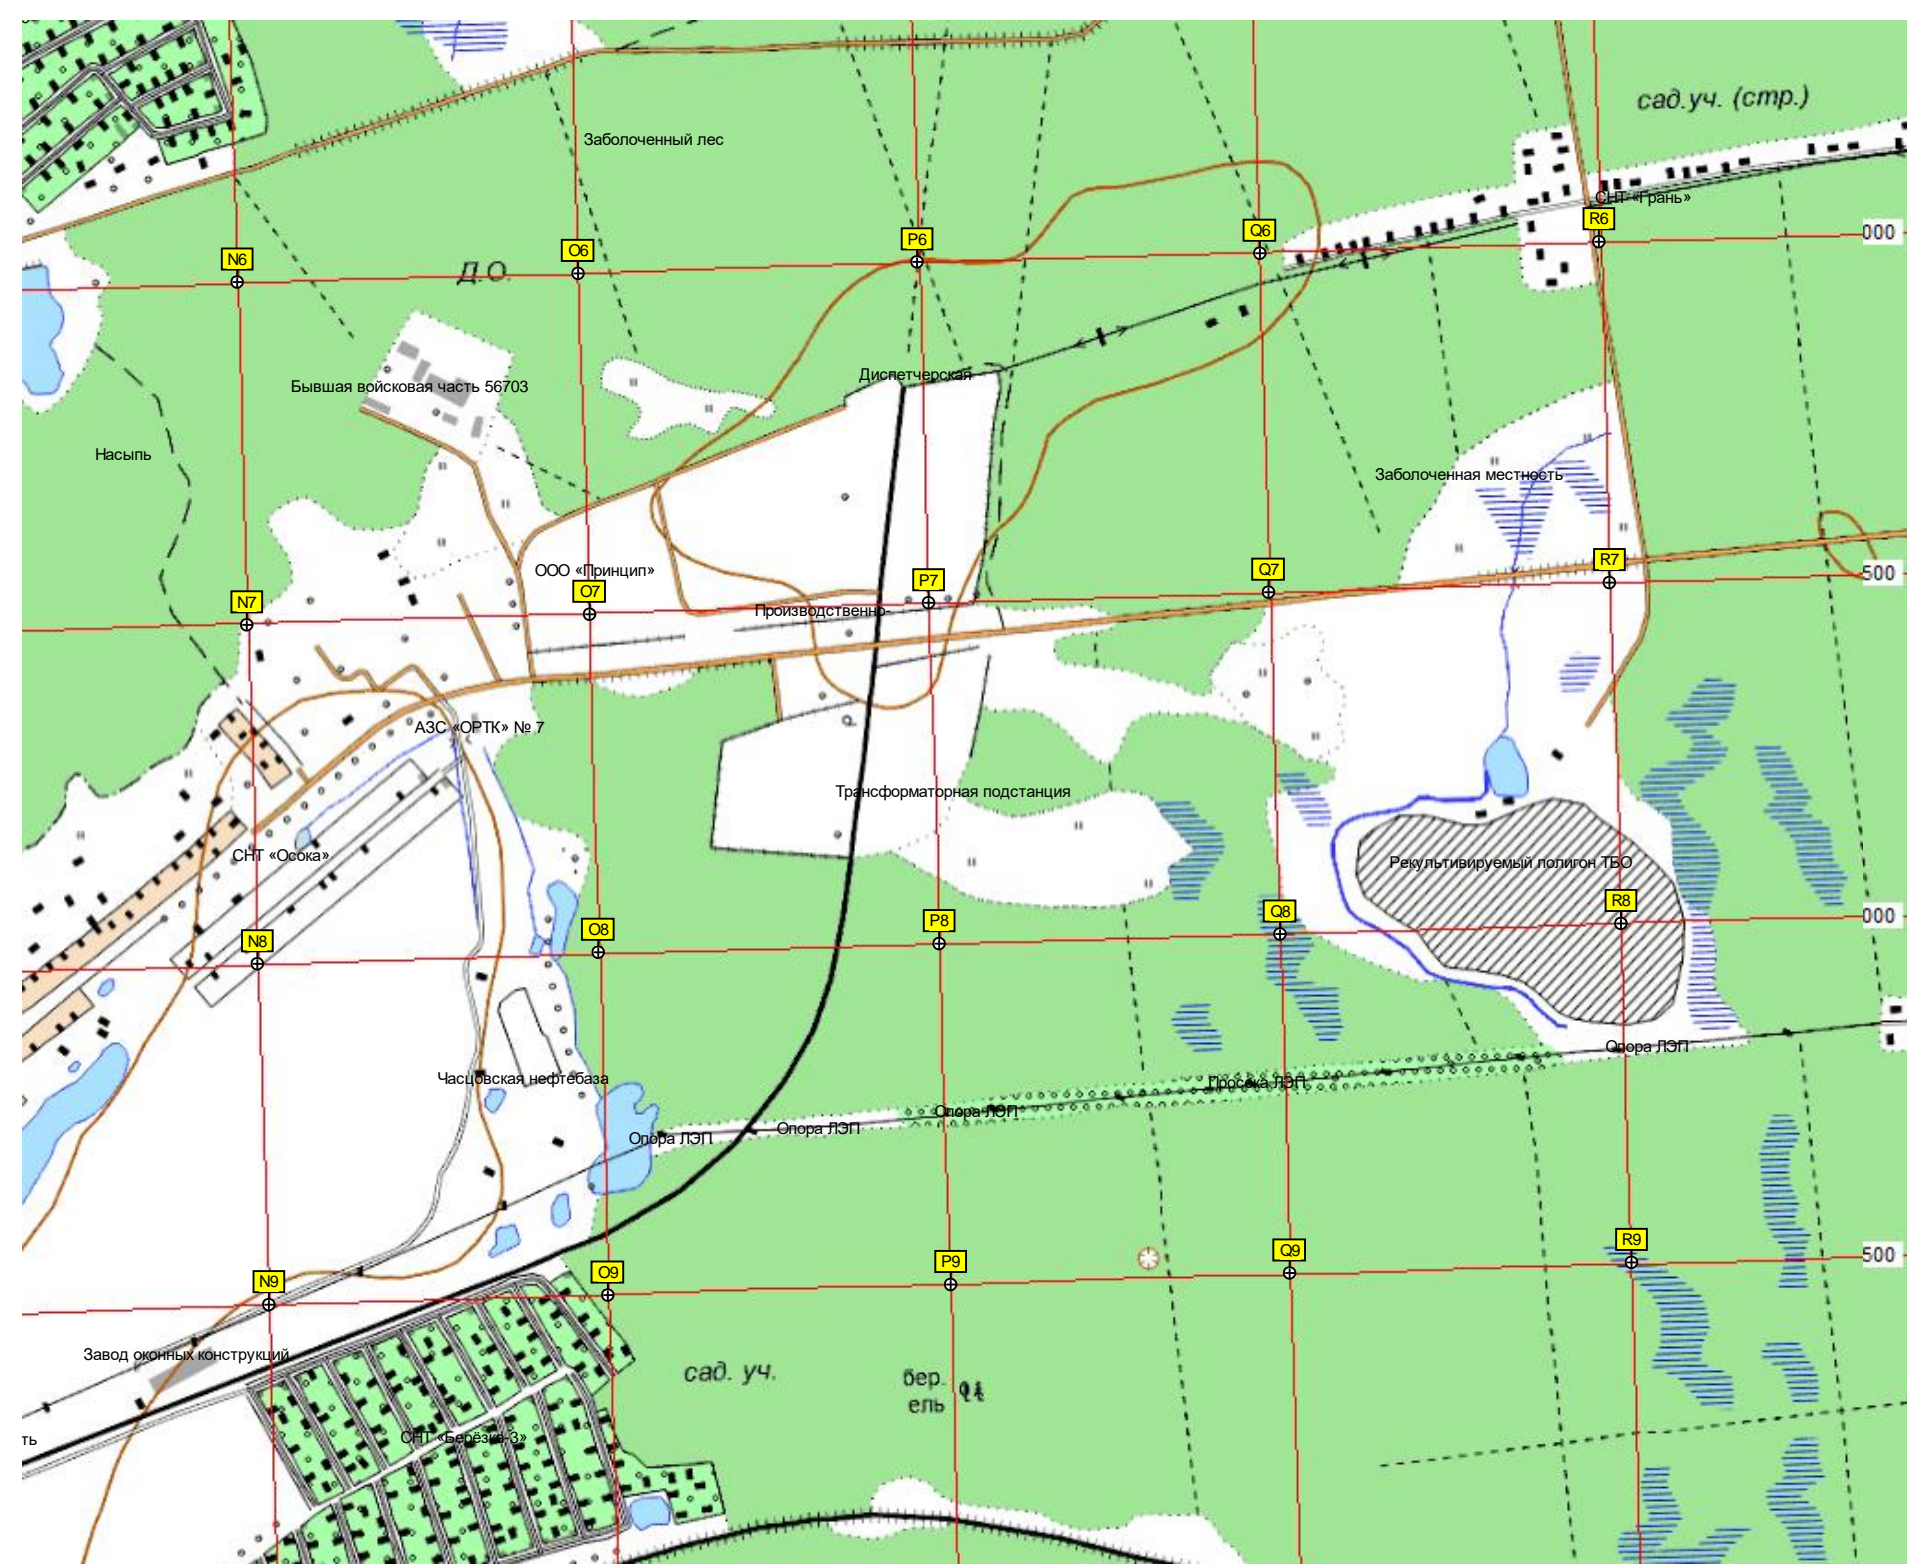 сад.уч. (стр.)
Заболоченный лес
СНТ «Грань»
R6
Q6
000
P6
O6
N6
Д.О.
Диспетчерская
Бывшая войсковая часть 56703
Насыпь
Заболоченная местность
R7
Q7
500
ООО «Принцип»
P7
O7
N7
Производственно-
АЗС «ОРТК» № 7
Трансформаторная подстанция
СНТ «Осока»
Рекультивируемый полигон ТБО
R8
Q8
000
P8
O8
N8
Опора ЛЭП
Часцовская нефтебаза
Просека ЛЭП
Опора ЛЭП
Опора ЛЭП
Опора ЛЭП
R9
Q9
500
P9
O9
N9
Завод оконных конструкций
сад. уч.
бер.
ель
СНТ «Берёзка-3»
ть